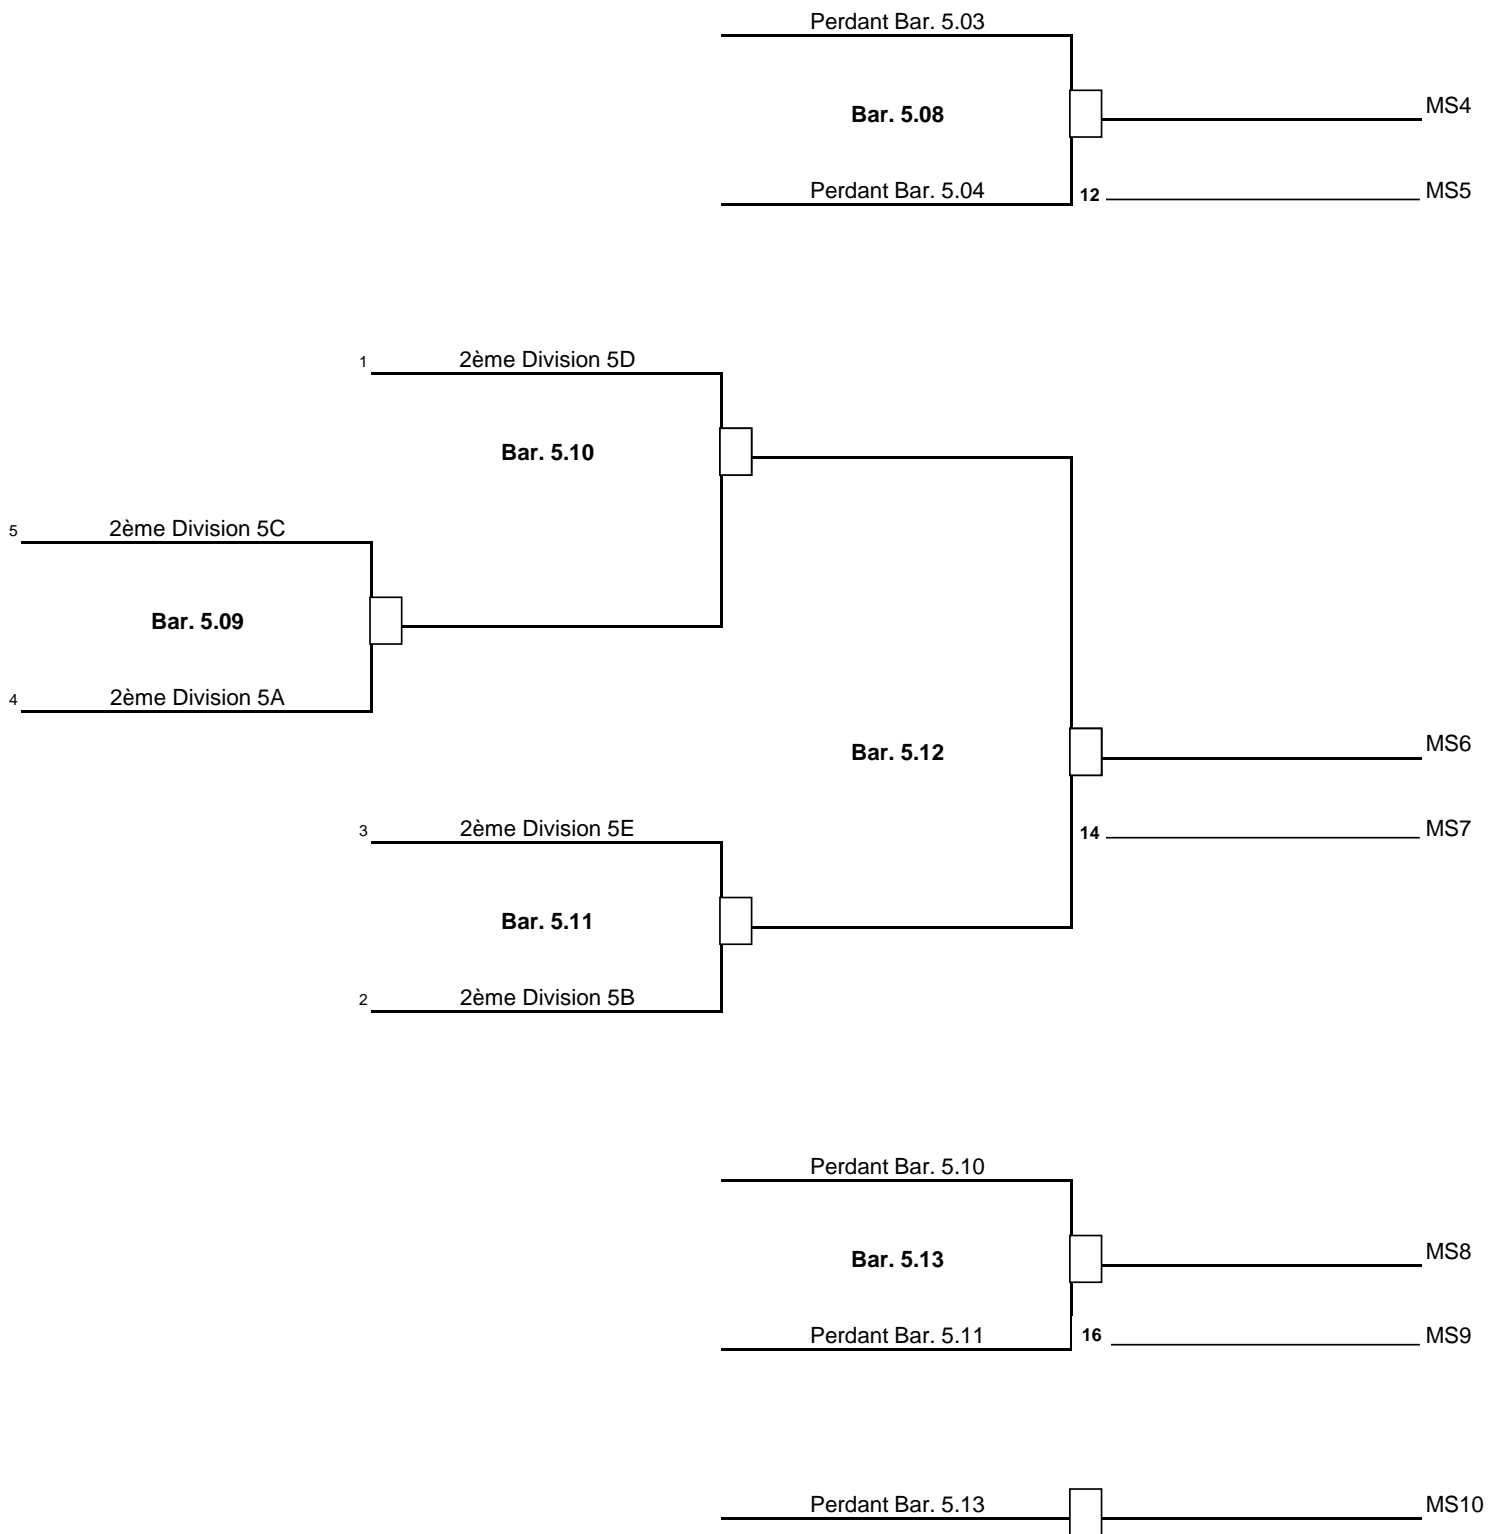 Perdant Bar. 5.03
Bar. 5.08
MS4
Perdant Bar. 5.04
12
MS5
1
2ème Division 5D
Bar. 5.10
5
2ème Division 5C
Bar. 5.09
4
2ème Division 5A
Bar. 5.12
MS6
3
2ème Division 5E
14
MS7
Bar. 5.11
2
2ème Division 5B
Perdant Bar. 5.10
Bar. 5.13
MS8
Perdant Bar. 5.11
16
MS9
Perdant Bar. 5.13
MS10